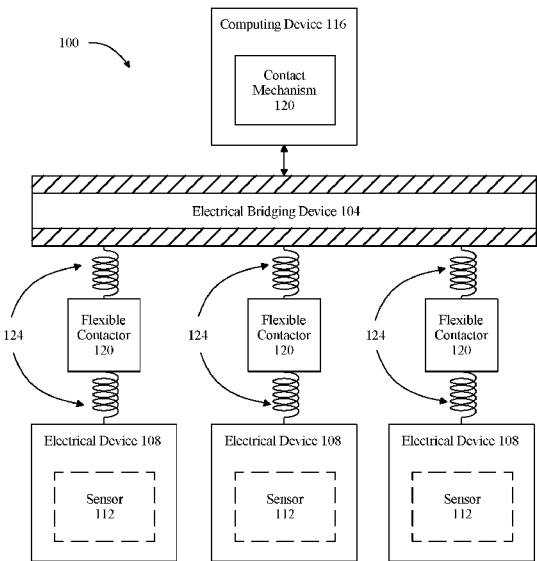 Computing Device 116
100
Contact
Mechanism
120
Electrical Bridging Device 104
Flexible
Contactor
120
Flexible
Contactor
120
Flexible
Contactor
120
124
124
124
Electrical Device 108
Electrical Device 108
Electrical Device 108
Sensor
112
Sensor
112
Sensor
112